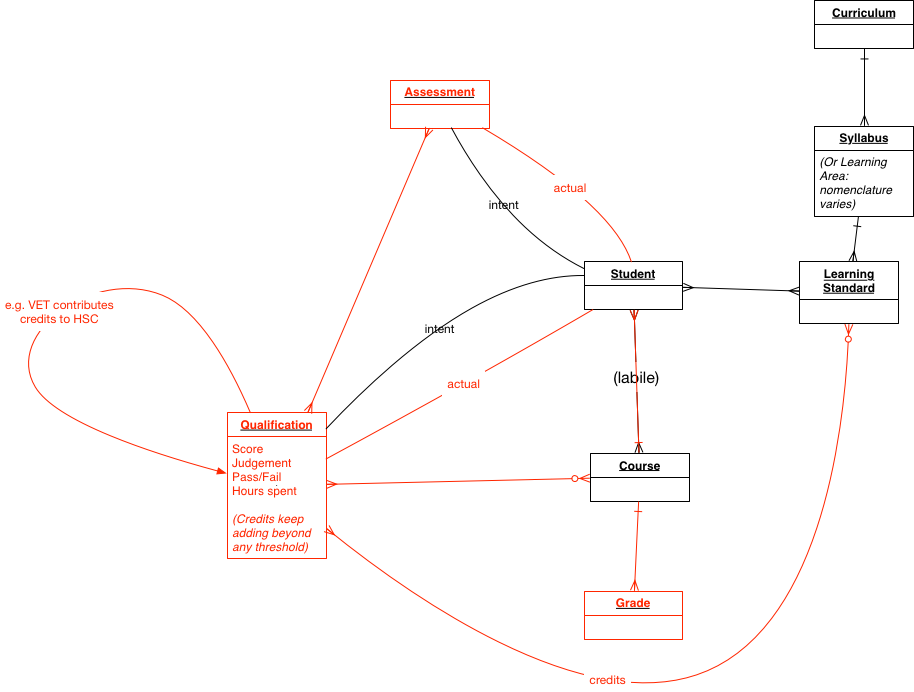 Curriculum
Assessment
Syllabus
(Or Learning
Area:
nomenclature
varies)
actual
intent
Student
Learning
Standard
e.g. VET contributes
credits to HSC
intent
(labile)
actual
Qualification
Score
Judgement
Pass/Fail
Hours spent
(Credits keep
adding beyond
any threshold)
Course
Grade
credits